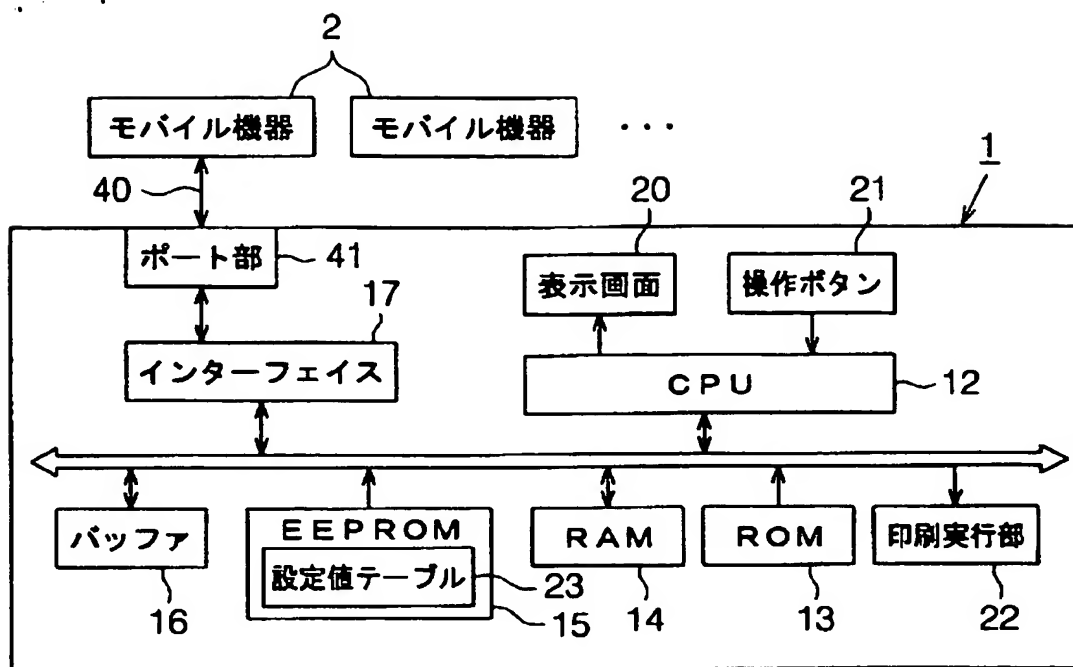 2
モバイル機器 モバイル機器 ・・・
1
40 20 21
ポート部 41 表示画面 操作ボタン
17
インターフェイス CPU 12
バッファ EEPROM RAM ROM 印刷実行部
設定値テーブル 23
16 15 14 13 22